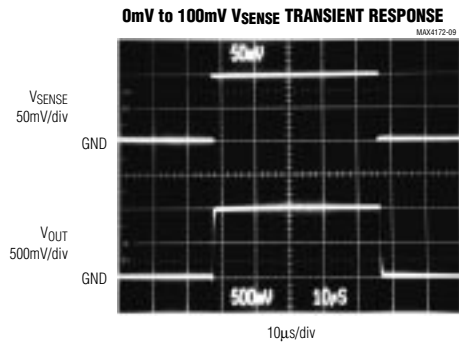 0mV to 100mV VSENSE TRANSIENT RESPONSE
MAX4172-09
50mV
VSENSE
50mV/div
GND
VOUT
500mV/div
GND
500mV 10µS
10µs/div